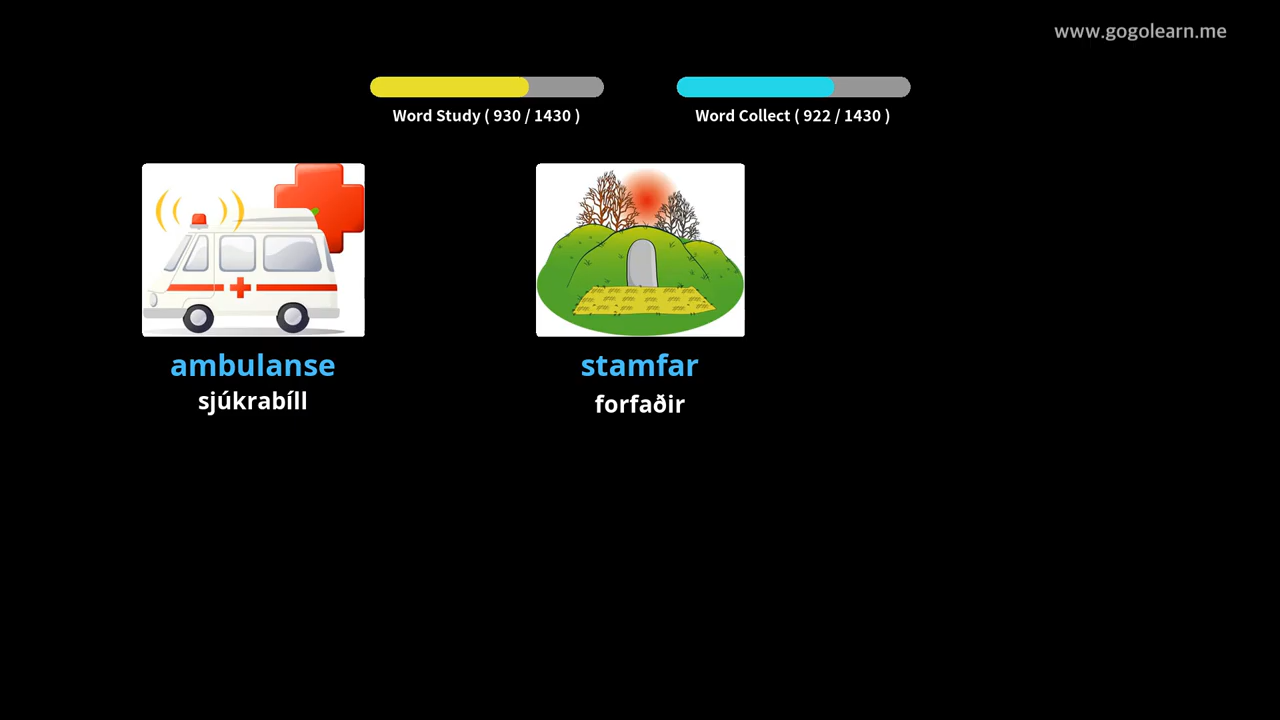 www.gogolearn.me
Word Study ( 930 / 1430 )
Word Collect ( 922 / 1430 )
ambulanse
sjúkrabíll
stamfar
forfaðir